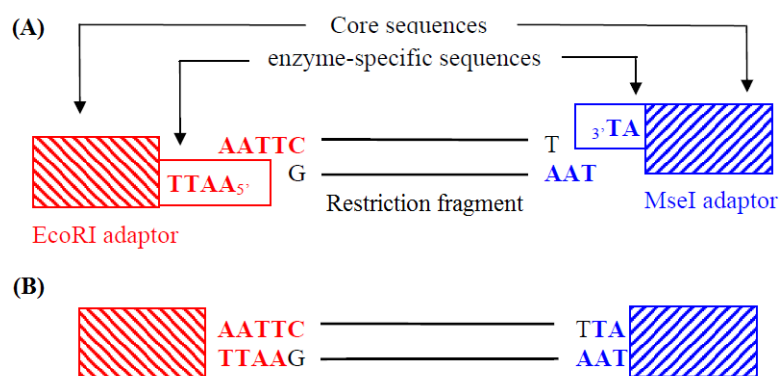 (A)
Core sequences
enzyme-specific sequences
3'TA
AATTC T
TTAA5' G AAT
Restriction fragment
MseI adaptor
EcoRI adaptor
(B)
AATTC TTA
TTAAG AAT